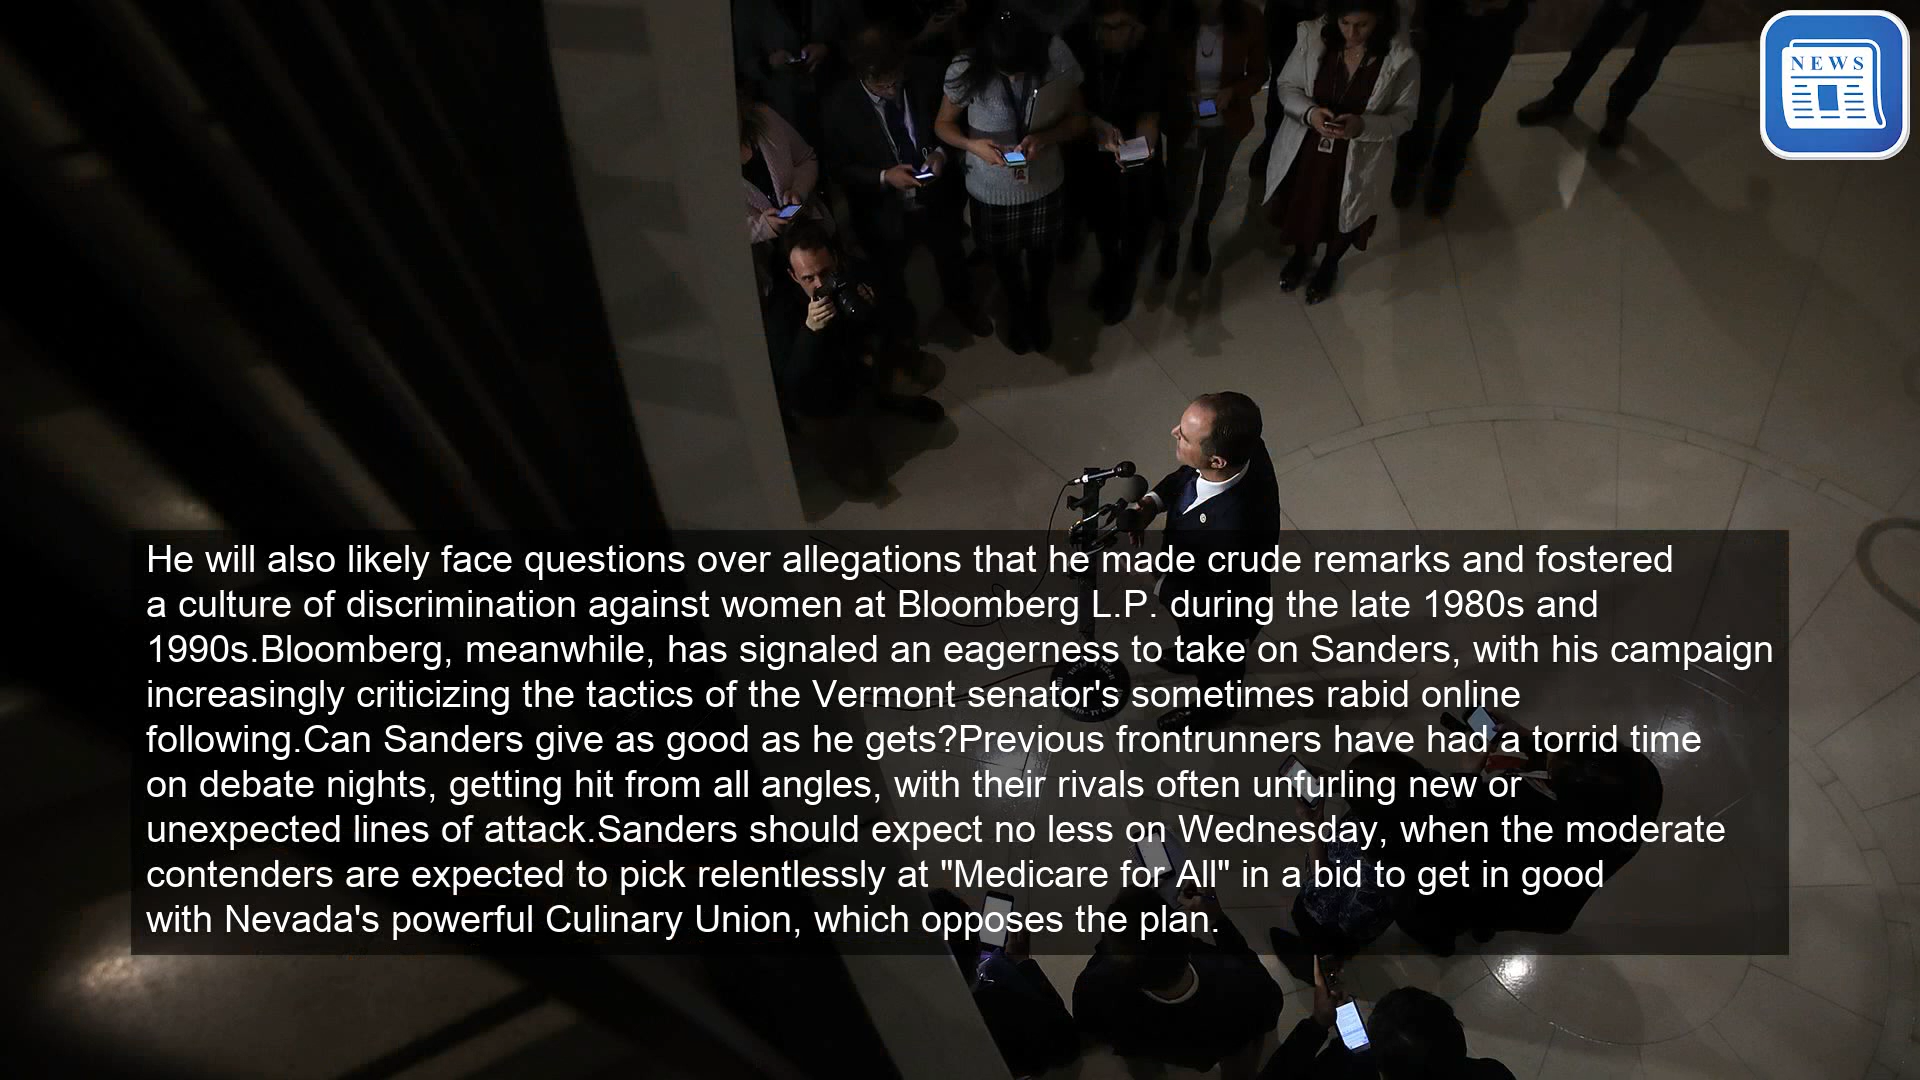 NEWS
He will also likely face questions over allegations that he made crude remarks and fostered
a culture of discrimination against women at Bloomberg L.P. during the late 1980s and
1990s.Bloomberg, meanwhile, has signaled an eagerness to take on Sanders, with his campaign
increasingly criticizing the tactics of the Vermont senator's sometimes rabid online
following.Can Sanders give as good as he gets?Previous frontrunners have had a torrid time
on debate nights, getting hit from all angles, with their rivals often unfurling new or
unexpected lines of attack.Sanders should expect no less on Wednesday, when the moderate
contenders are expected to pick relentlessly at "Medicare for All" in a bid to get in good
with Nevada's powerful Culinary Union, which opposes the plan.